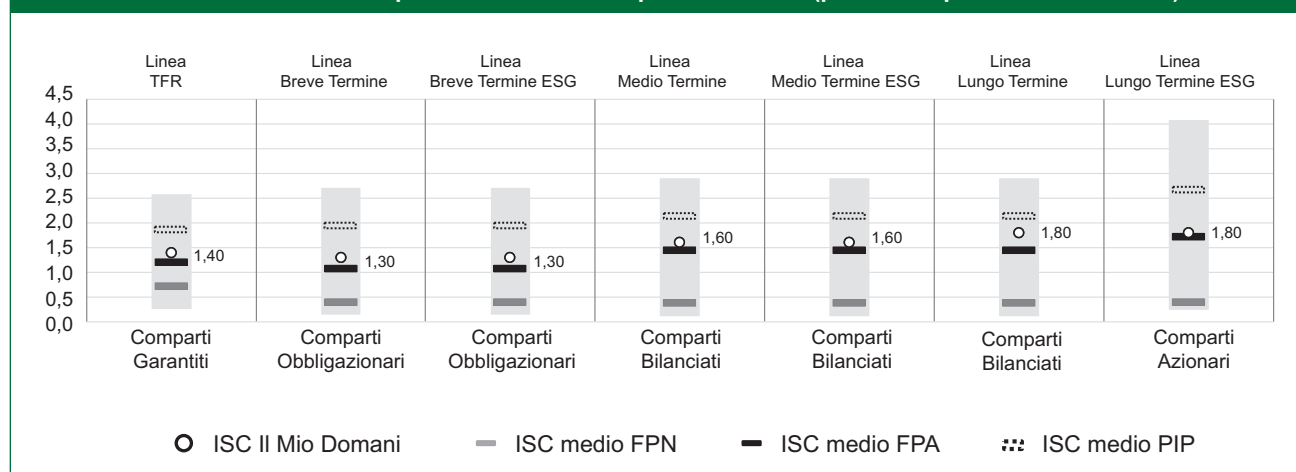 Linea
TFR
Linea
Breve Termine
Linea
Breve Termine ESG
Linea
Medio Termine
Linea
Medio Termine ESG
Linea
Lungo Termine
Linea
Lungo Termine ESG
4,5
4,0
3,5
3,0
2,5
2,0
1,5
1,0
0,5
0,0
1,40
1,30
1,30
1,60
1,60
1,80
1,80
Comparti
Garantiti
Comparti
Obbligazionari
Comparti
Obbligazionari
Comparti
Bilanciati
Comparti
Bilanciati
Comparti
Bilanciati
Comparti
Azionari
ISC Il Mio Domani
ISC medio FPN
ISC medio FPA
ISC medio PIP